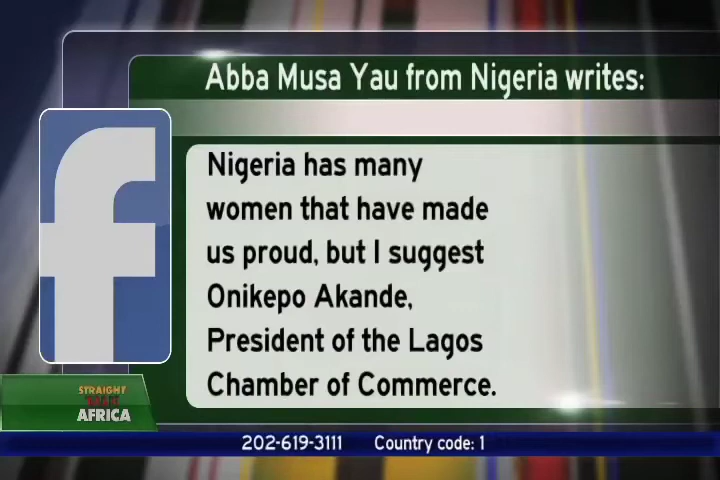 Abba Musa Yau from Nigeria writes:
Nigeria has many
women that have made
us proud, but I suggest
Onikepo Akande,
President of the Lagos
Chamber of Commerce.
f
STRAIGHT
TALK
AFRICA
202-619-3111 Country code: 1